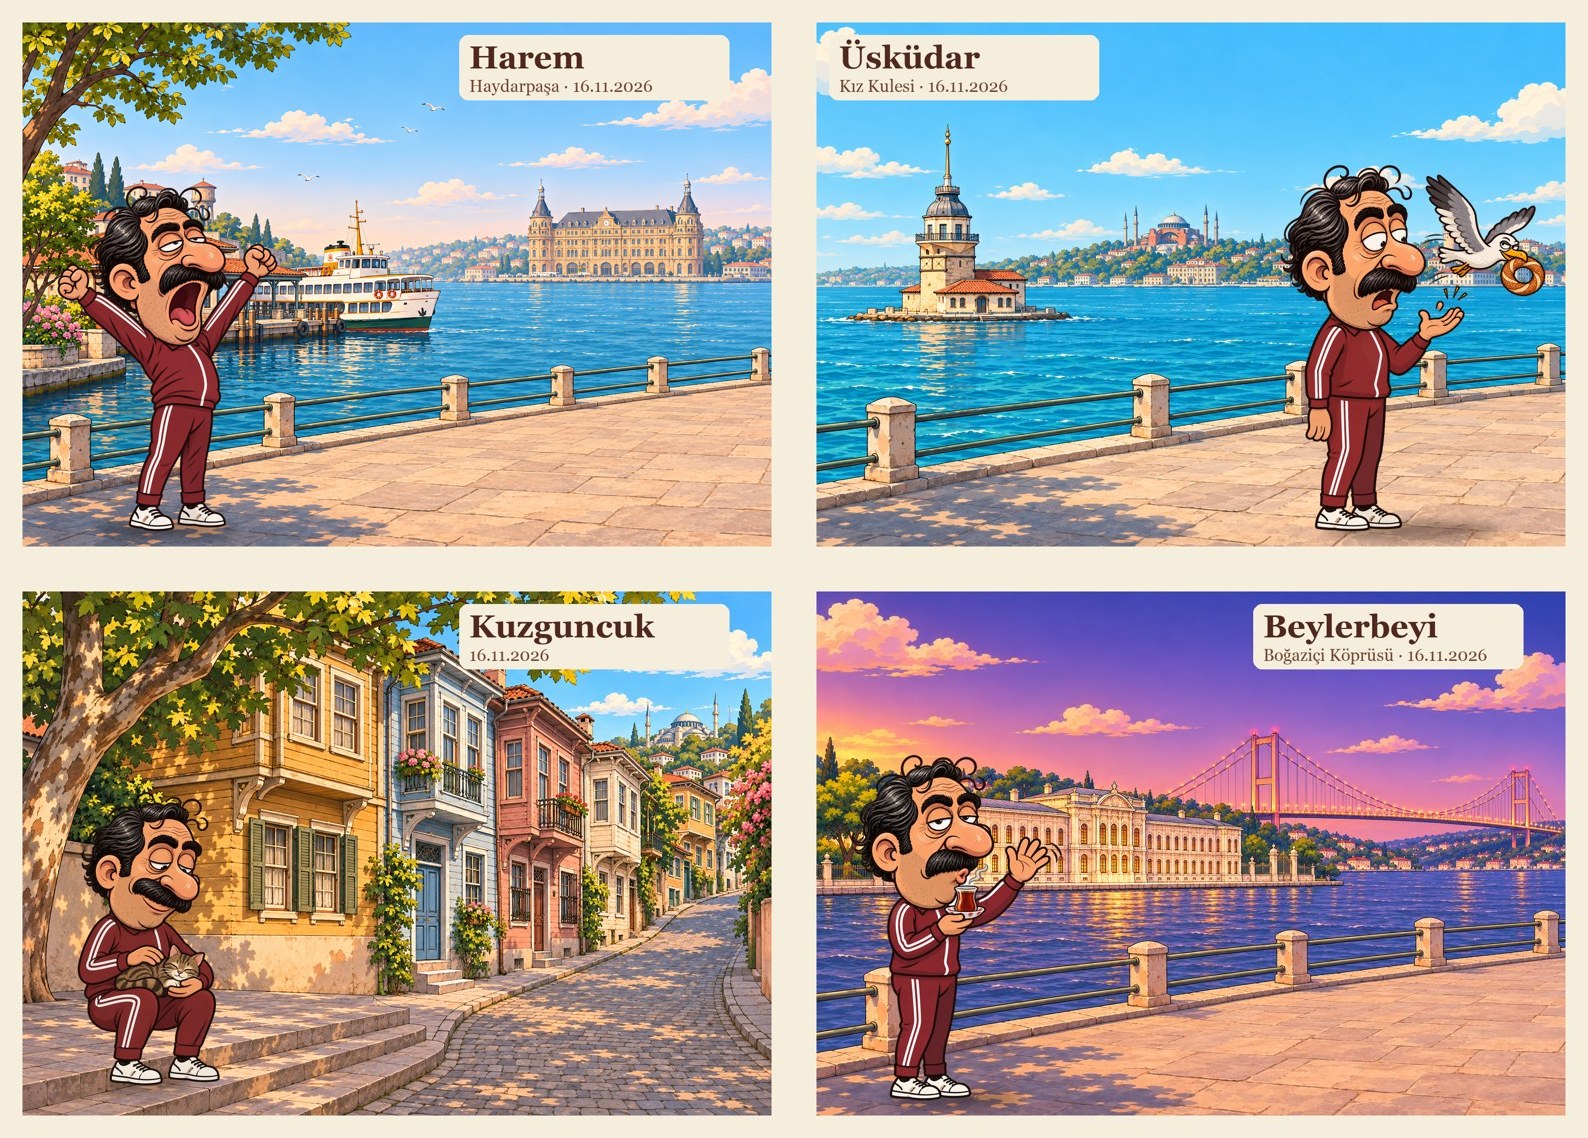 Harem
Haydarpaşa · 16.11.2026
Üsküdar
Kız Kulesi · 16.11.2026
Kuzguncuk
16.11.2026
Beylerbeyi
Boğaziçi Köprüsü · 16.11.2026